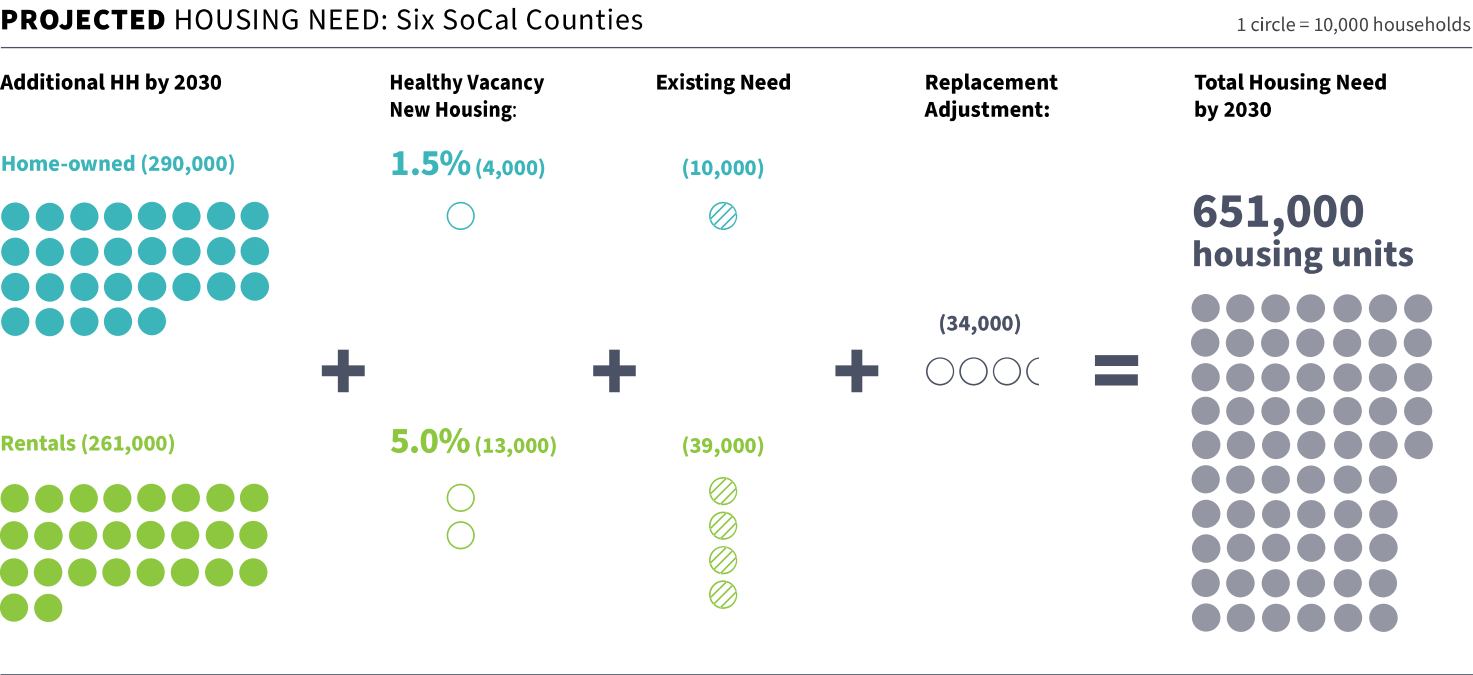 PROJECTED HOUSING NEED: Six SoCal Counties
1 circle = 10,000 households
Additional HH by 2030
Healthy Vacancy
New Housing:
Existing Need
Replacement
Adjustment:
Total Housing Need
by 2030
Home-owned (290,000)
1.5% (4,000)
(10,000)
651,000
housing units
(34,000)
+
+
+
=
Rentals (261,000)
5.0% (13,000)
(39,000)